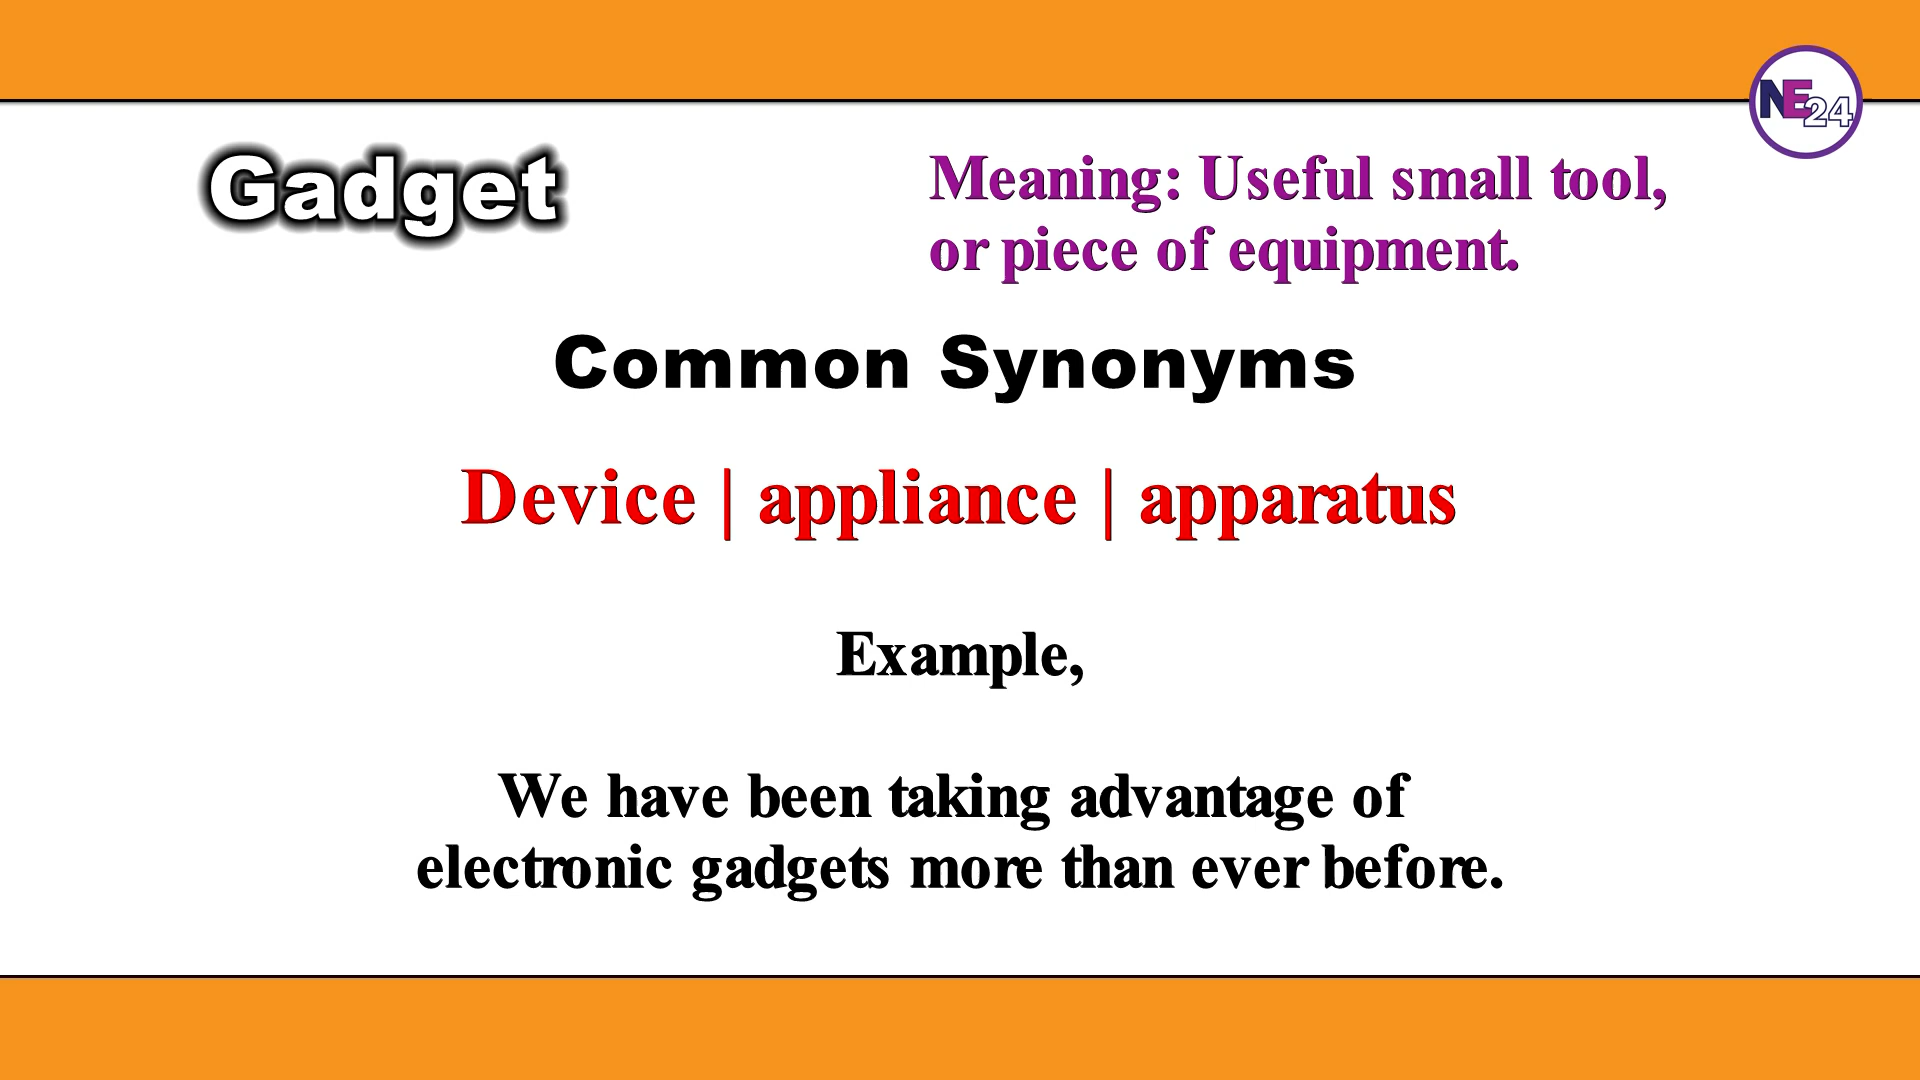 NE24
Gadget
Meaning: Useful small tool,
or piece of equipment.
Common Synonyms
Device | appliance | apparatus
Example,
We have been taking advantage of
electronic gadgets more than ever before.